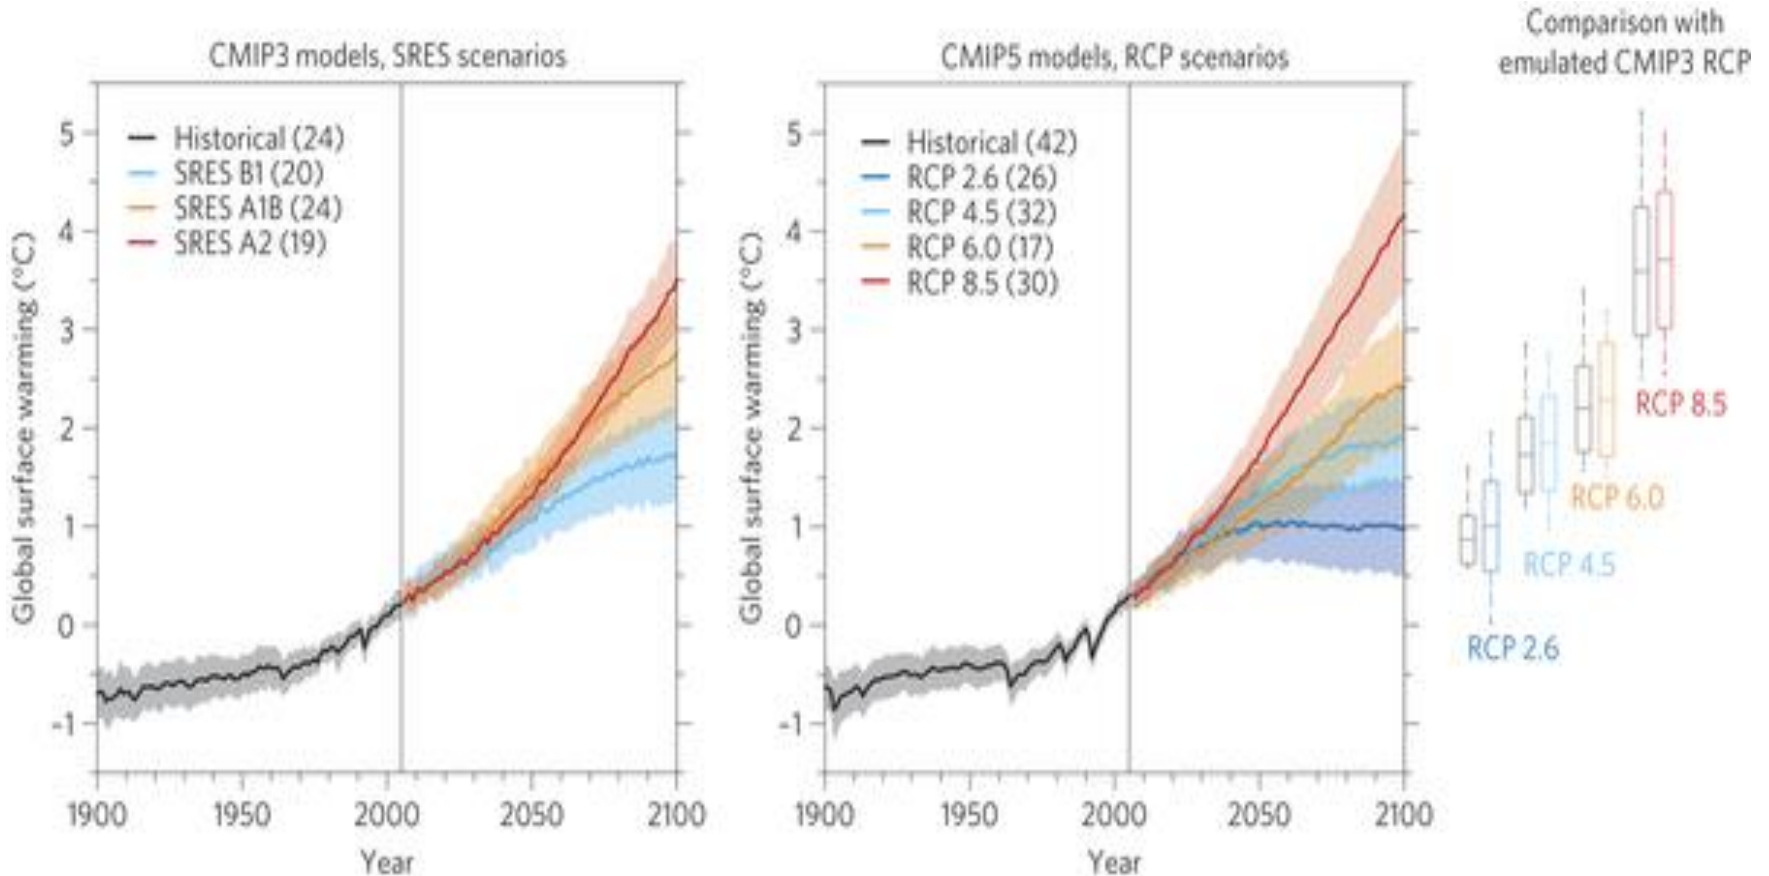 CMIP3 models, SRES scenarios
Historical (24)
SRES B1 (20)
SRES A1B (24)
SRES A2 (19)
Global surface warming (°C)
5
4
3
2
1
0
-1
1900 1950 2000 2050 2100
Year
CMIP5 models, RCP scenarios
Historical (42)
RCP 2.6 (26)
RCP 4.5 (32)
RCP 6.0 (17)
RCP 8.5 (30)
Global surface warming (°C)
5
4
3
2
1
0
-1
1900 1950 2000 2050 2100
Year
Comparison with
emulated CMIP3 RCP
RCP 8.5
RCP 6.0
RCP 4.5
RCP 2.6